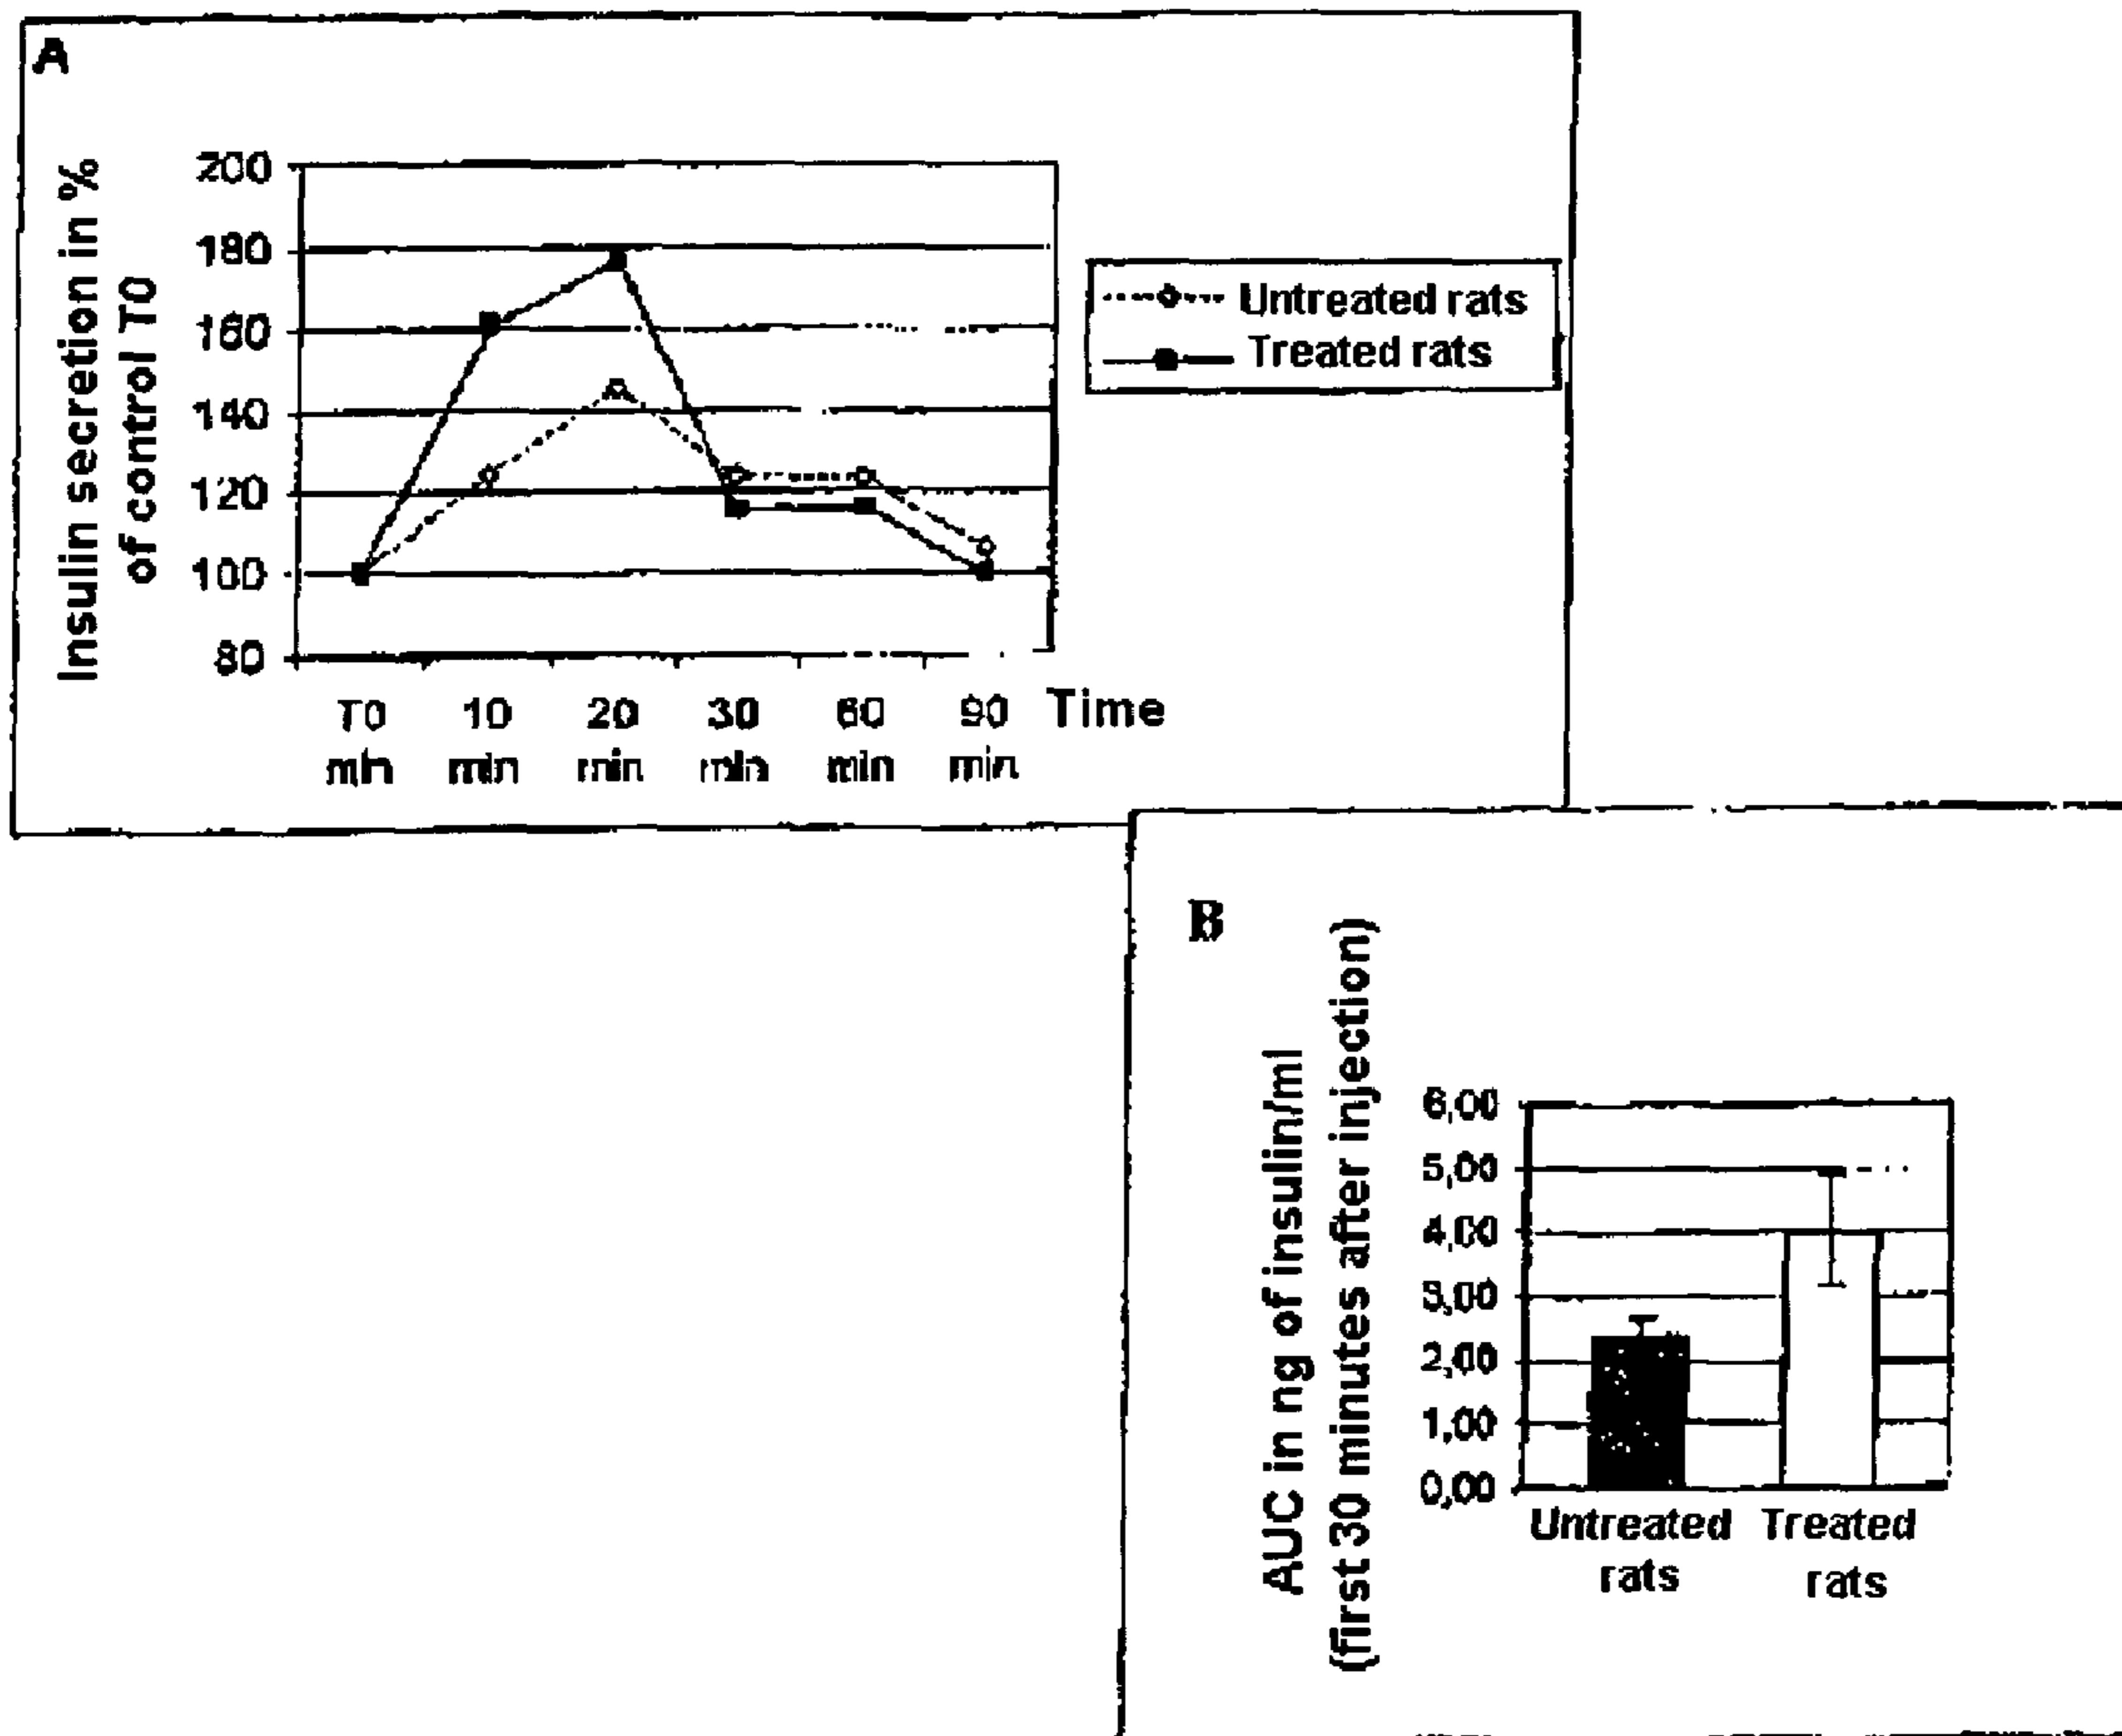 A
Insulin secretion in %
of control T0
200
180
160
140
120
100
80
T0 10 20 30 60 90 Time
min min min min min min
Untreated rats
Treated rats
B
AUC in ng of insulin/ml
(first 30 minutes after injection)
6,00
5,00
4,00
3,00
2,00
1,00
0,00
Untreated Treated
rats rats